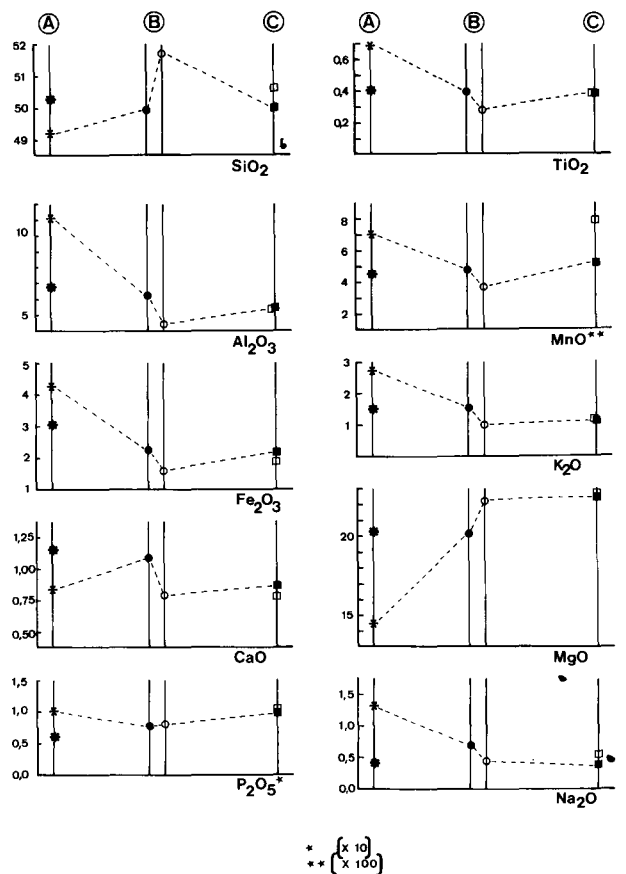 A B C A B C
52
51
50
49
SiO2
0,6
0,4
0,2
TiO2
10
5
Al2O3
8
6
4
2
MnO**
5
4
3
2
1
Fe2O3
3
2
1
K2O
1,25
1,00
0,75
0,50
CaO
20
15
MgO
1,5
1,0
0,5
0,0
P2O5*
1,5
1,0
0,5
0,0
Na2O
* (x 10)
** (x 100)